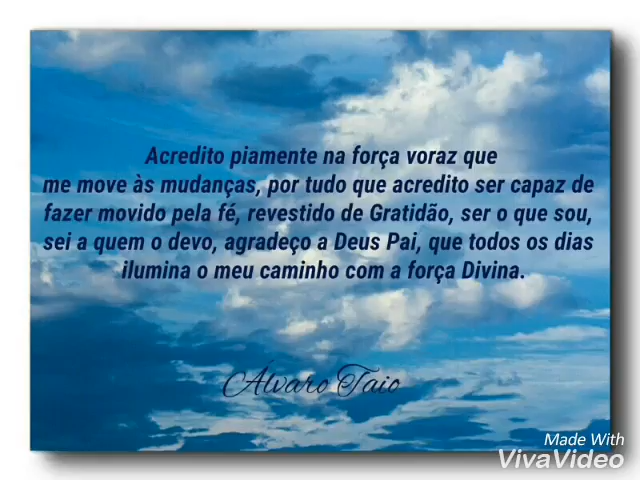 Acredito piamente na força voraz que
me move às mudanças, por tudo que acredito ser capaz de
fazer movido pela fé, revestido de Gratidão, ser o que sou,
sei a quem o devo, agradeço a Deus Pai, que todos os dias
ilumina o meu caminho com a força Divina.
Álvaro Taio
Made With
VivaVideo